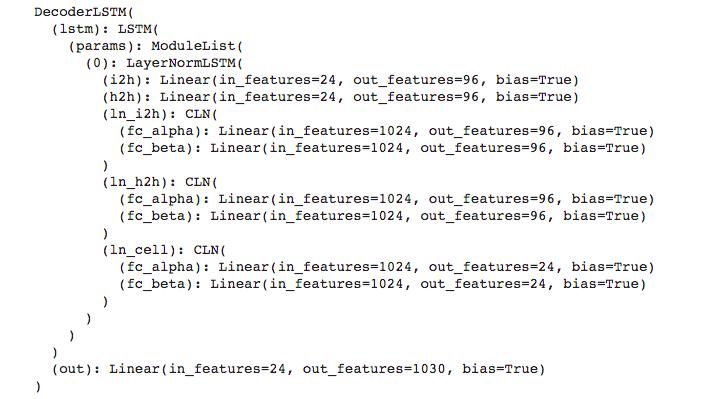 DecoderLSTM(
  (lstm): LSTM(
    (params): ModuleList(
      (0): LayerNormLSTM(
        (i2h): Linear(in_features=24, out_features=96, bias=True)
        (h2h): Linear(in_features=24, out_features=96, bias=True)
        (ln_i2h): CLN(
          (fc_alpha): Linear(in_features=1024, out_features=96, bias=True)
          (fc_beta): Linear(in_features=1024, out_features=96, bias=True)
        )
        (ln_h2h): CLN(
          (fc_alpha): Linear(in_features=1024, out_features=96, bias=True)
          (fc_beta): Linear(in_features=1024, out_features=96, bias=True)
        )
        (ln_cell): CLN(
          (fc_alpha): Linear(in_features=1024, out_features=24, bias=True)
          (fc_beta): Linear(in_features=1024, out_features=24, bias=True)
        )
      )
    )
  )
  (out): Linear(in_features=24, out_features=1030, bias=True)
)